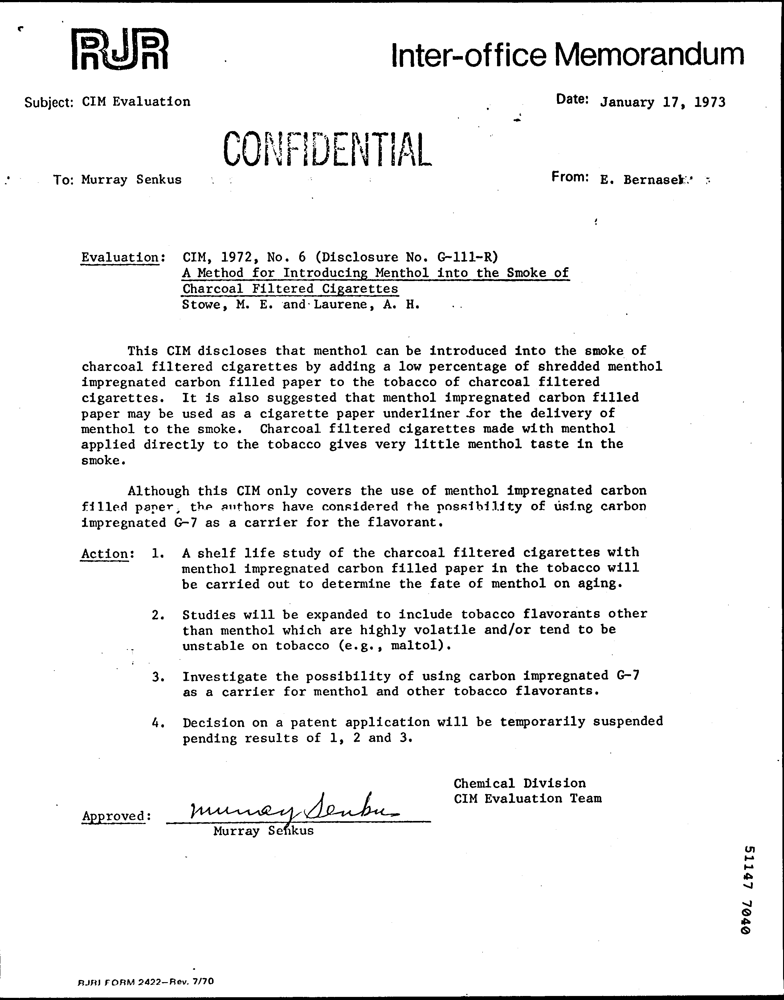 RJR
Inter-office Memorandum
Subject: CIM Evaluation
Date: January 17, 1973
CONFIDENTIAL
To: Murray Senkus
From: E. Bernasek
Evaluation: CIM, 1972, No. 6 (Disclosure No. G-111-R)
A Method for Introducing Menthol into the Smoke of
Charcoal Filtered Cigarettes
Stowe, M. E. and Laurene, A. H.
This CIM discloses that menthol can be introduced into the smoke of
charcoal filtered cigarettes by adding a low percentage of shredded menthol
impregnated carbon filled paper to the tobacco of charcoal filtered
cigarettes. It is also suggested that menthol impregnated carbon filled
paper may be used as a cigarette paper underliner for the delivery of
menthol to the smoke. Charcoal filtered cigarettes made with menthol
applied directly to the tobacco gives very little menthol taste in the
smoke.
Although this CIM only covers the use of menthol impregnated carbon
filled paper, the authors have considered the possibility of using carbon
impregnated G-7 as a carrier for the flavorant.
Action: 1. A shelf life study of the charcoal filtered cigarettes with
menthol impregnated carbon filled paper in the tobacco will
be carried out to determine the fate of menthol on aging.
2. Studies will be expanded to include tobacco flavorants other
than menthol which are highly volatile and/or tend to be
unstable on tobacco (e.g., maltol).
3. Investigate the possibility of using carbon impregnated G-7
as a carrier for menthol and other tobacco flavorants.
4. Decision on a patent application will be temporarily suspended
pending results of 1, 2 and 3.
Chemical Division
CIM Evaluation Team
Approved: Murray Senkus
Murray Senkus
51147 7040
RJRI FORM 2422—Rev. 7/70